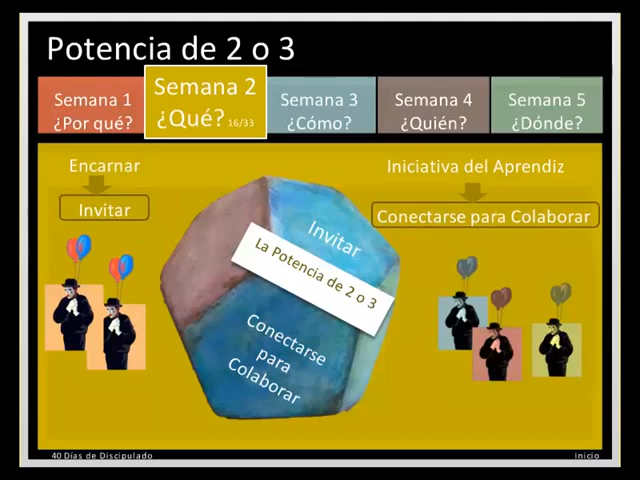 Potencia de 2 o 3
Semana 1
¿Por qué?
Semana 2
¿Qué? 16/33
Semana 3
¿Cómo?
Semana 4
¿Quién?
Semana 5
¿Dónde?
Encarnar
Invitar
Iniciativa del Aprendiz
Conectarse para Colaborar
Invitar
La Potencia de 2 o 3
Conectarse
para
Colaborar
40 Días de Discipulado
Inicio